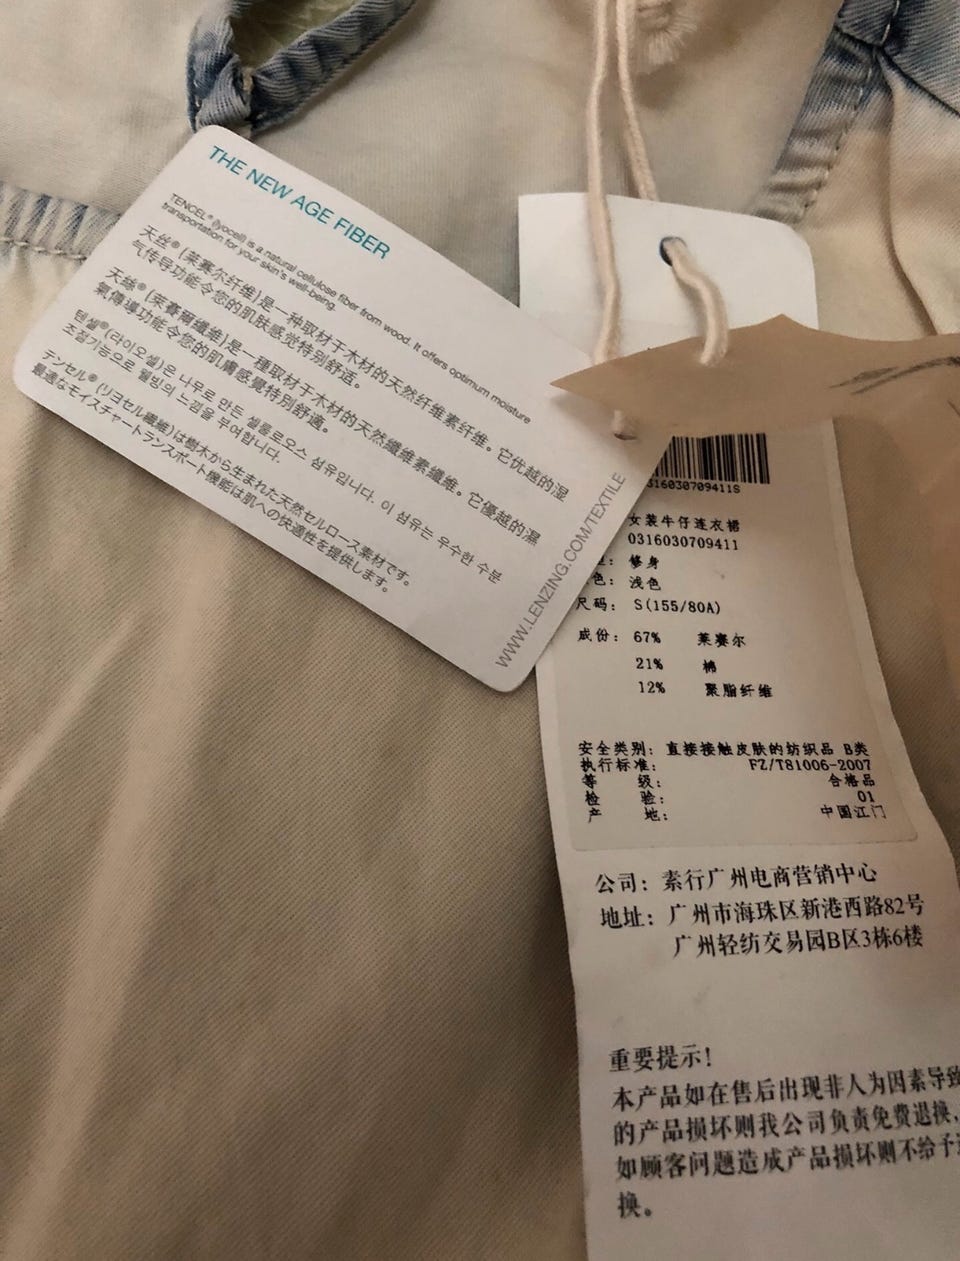 THE NEW AGE FIBER
TENCEL® (lyocell) is a natural cellulose fiber from wood. It offers optimum moisture
transportation for your skin's well-being.
天丝® (莱赛尔纤维)是一种取材于木材的天然纤维素纤维。它优越的湿
气传导功能令您的肌肤感觉特别舒适。
天絲® (萊賽爾纖維)是一種取材于木材的天然纖維素纖維。它優越的濕
氣傳導功能令您的肌膚感覺特別舒適。
텐셀® (라이오셀)은 나무로 만든 셀룰로오스 섬유입니다. 이 섬유는 우수한 수분
조절기능으로 웰빙의 느낌을 부여합니다.
テンセル® (リヨセル繊維)は樹木から生まれた天然セルロース素材です。
最適なモイスチャートランスポート機能は肌への快適性を提供します。
WWW.LENZING.COM/TEXTILE
316030709411S
女装牛仔连衣裙
0316030709411
: 修身
色: 浅色
尺码: S(155/80A)
成份: 67% 莱赛尔
21% 棉
12% 聚脂纤维
安全类别: 直接接触皮肤的纺织品 B类
执行标准: FZ/T81006-2007
等 级: 合格品
检 验: 01
产 地: 中国江门
公司: 素行广州电商营销中心
地址: 广州市海珠区新港西路82号
广州轻纺交易园B区3栋6楼
重要提示!
本产品如在售后出现非人为因素导致
的产品损坏则我公司负责免费退换,
如顾客问题造成产品损坏则不给予
换。